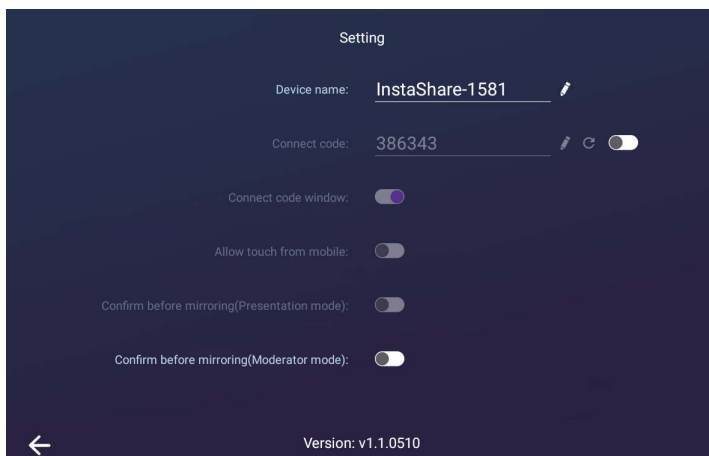 Setting
Device name: InstaShare-1581
Connect code: 386343
Connect code window:
Allow touch from mobile:
Confirm before mirroring(Presentation mode):
Confirm before mirroring(Moderator mode):
Version: v1.1.0510